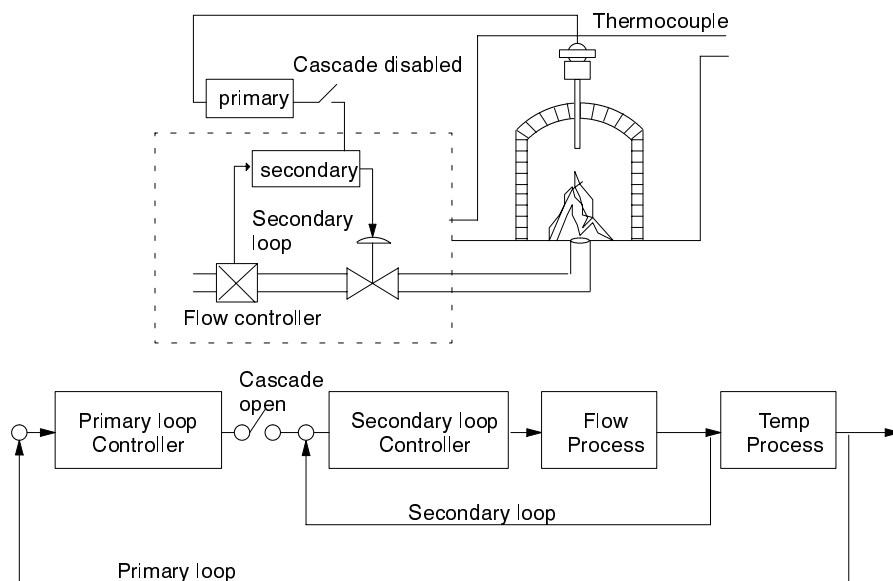 Thermocouple
Cascade disabled
primary
secondary
Secondary
loop
Flow controller
Cascade
open
Primary loop
Controller
Secondary loop
Controller
Flow
Process
Temp
Process
Secondary loop
Primary loop